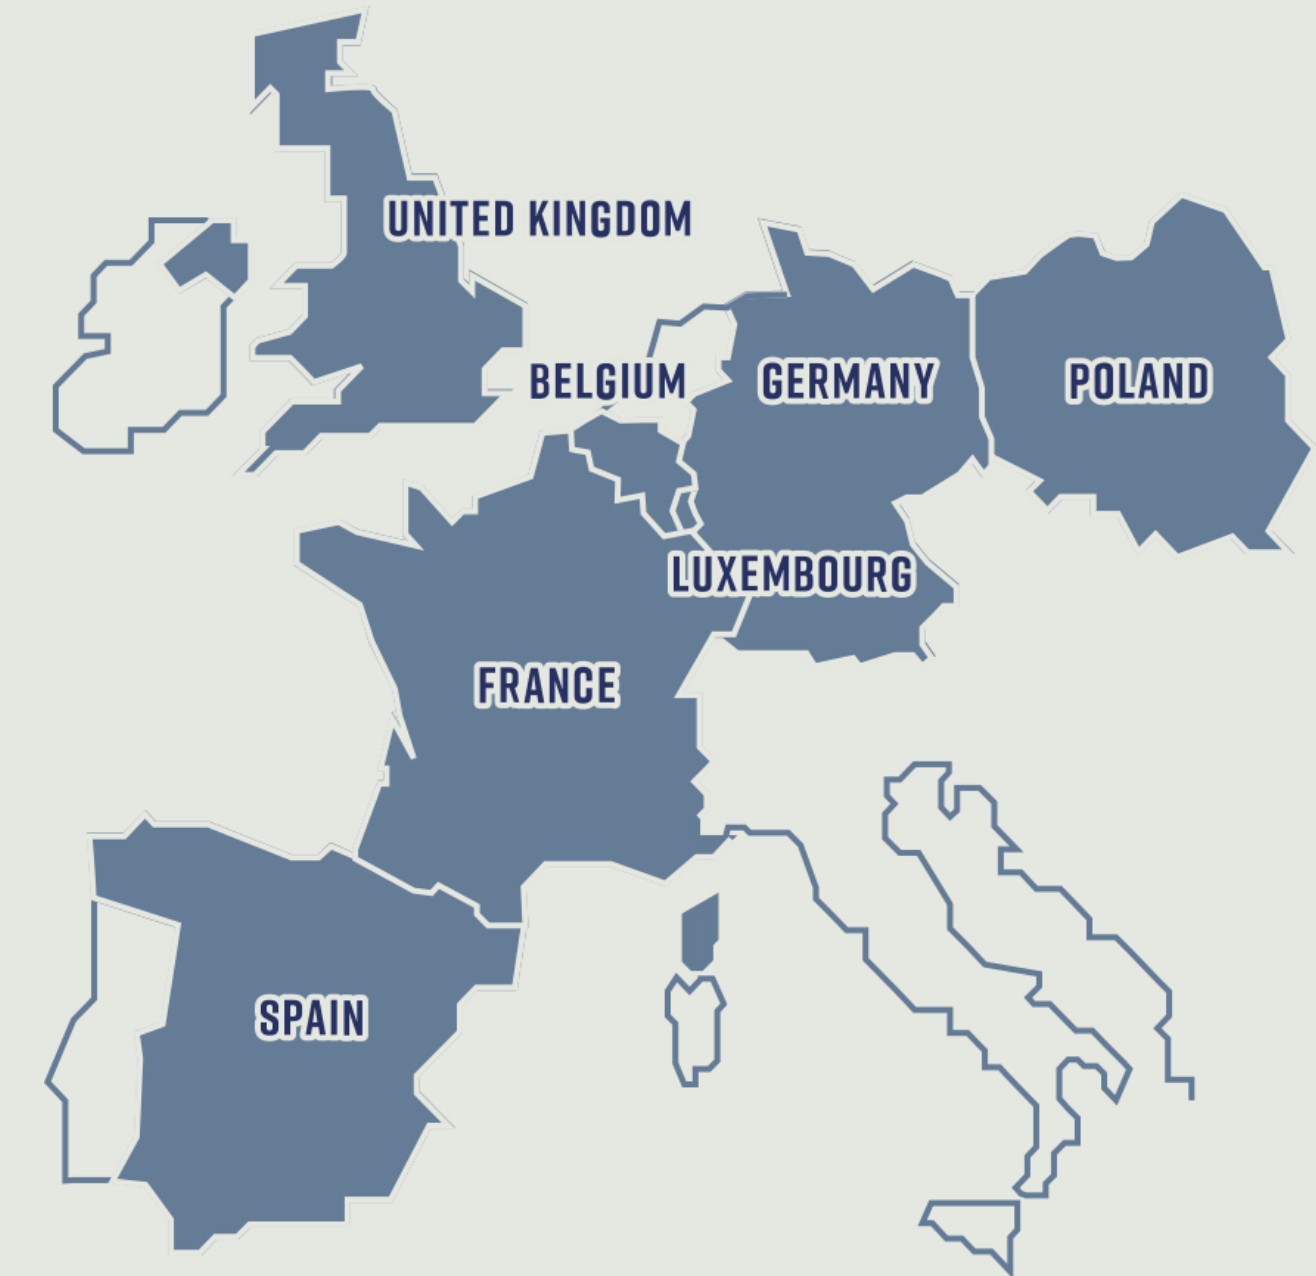 UNITED KINGDOM
BELGIUM
GERMANY
POLAND
LUXEMBOURG
FRANCE
SPAIN